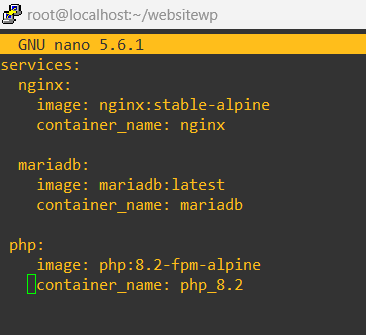 root@localhost:~/websitewp
GNU nano 5.6.1
services:
  nginx:
    image: nginx:stable-alpine
    container_name: nginx

  mariadb:
    image: mariadb:latest
    container_name: mariadb

 php:
    image: php:8.2-fpm-alpine
    container_name: php_8.2